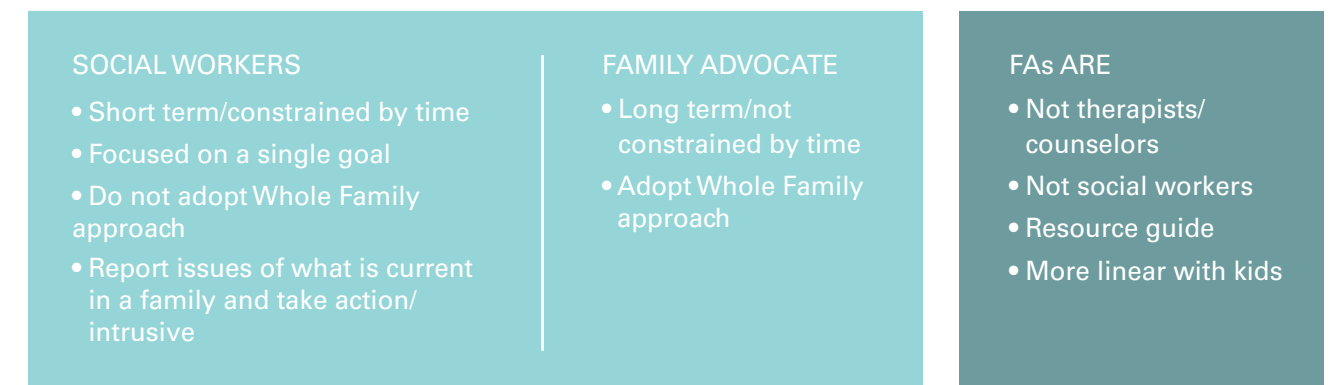 SOCIAL WORKERS
• Short term/constrained by time
• Focused on a single goal
• Do not adopt Whole Family
approach
• Report issues of what is current
in a family and take action/
intrusive
FAMILY ADVOCATE
• Long term/not
constrained by time
• Adopt Whole Family
approach
FAs ARE
• Not therapists/
counselors
• Not social workers
• Resource guide
• More linear with kids